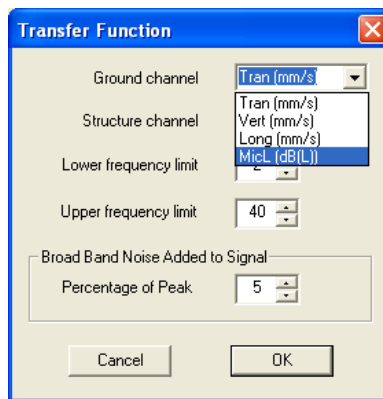 Transfer Function
Ground channel Tran (mm/s)
Tran (mm/s)
Structure channel Vert (mm/s)
Long (mm/s)
MicL (dB(L))
Lower frequency limit
Upper frequency limit 40
Broad Band Noise Added to Signal
Percentage of Peak 5
Cancel OK